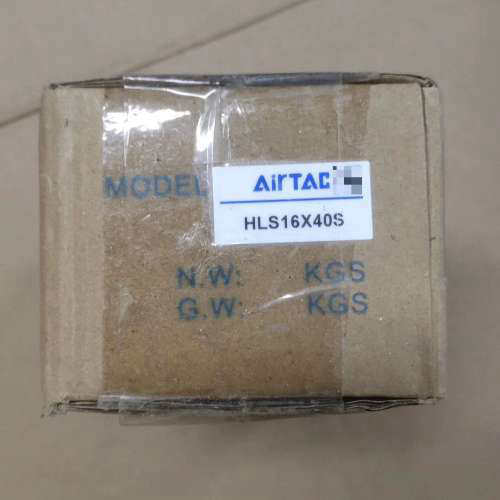 MODEL
AirTAC
HLS16X40S
N.W: KGS
G.W: KGS